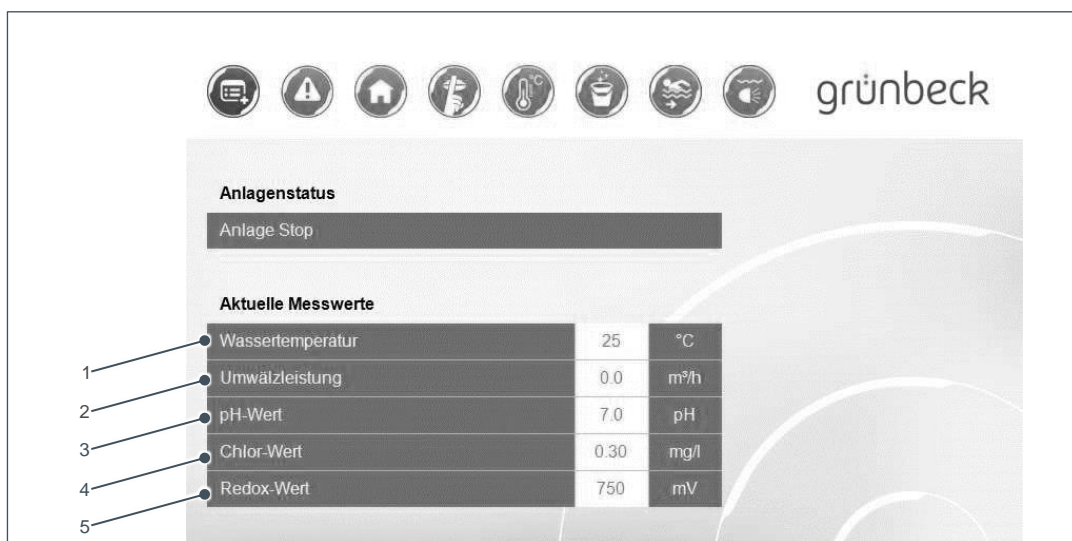 °C
grünbeck
Anlagenstatus
Anlage Stop
Aktuelle Messwerte
1 Wassertemperatur 25 °C
2 Umwälzleistung 0.0 m³/h
3 pH-Wert 7.0 pH
4 Chlor-Wert 0.30 mg/l
5 Redox-Wert 750 mV